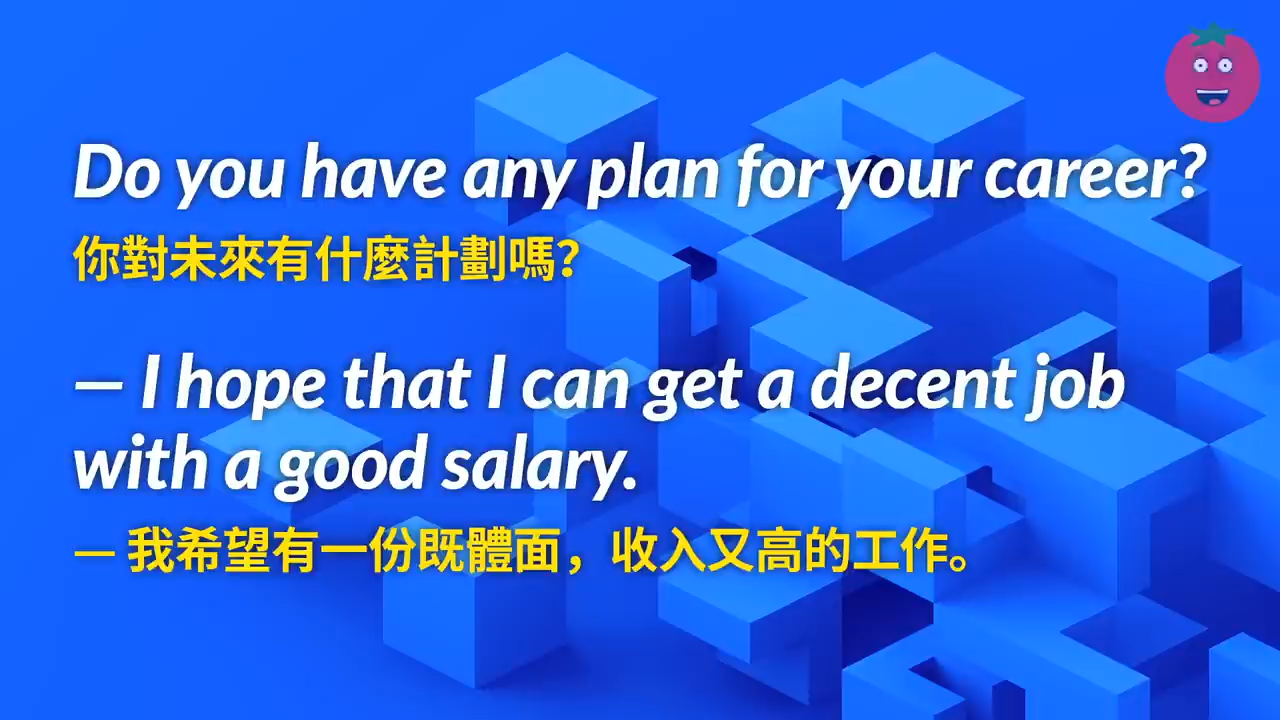 Do you have any plan for your career?
你對未來有什麼計劃嗎？
— I hope that I can get a decent job
with a good salary.
— 我希望有一份既體面，收入又高的工作。